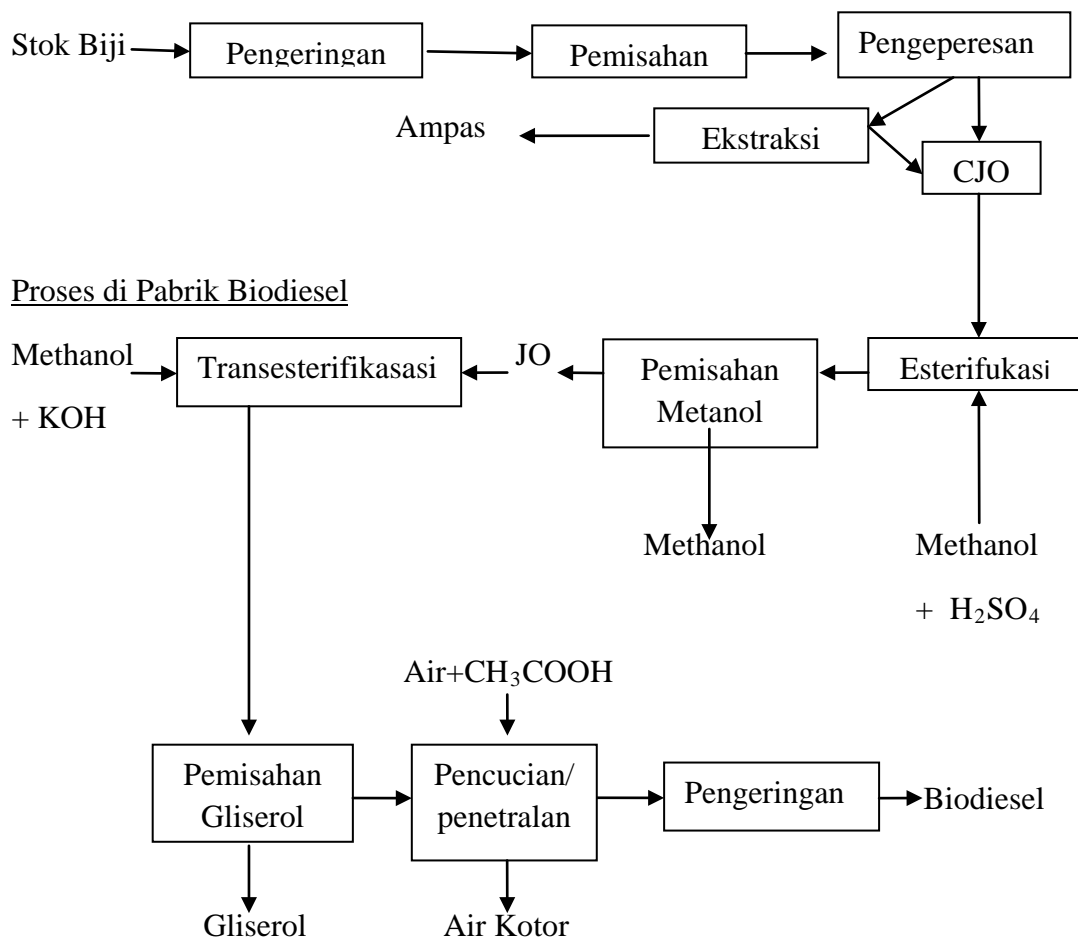 Stok Biji
Pengeringan
Pemisahan
Pengeperesan
Ampas
Ekstraksi
CJO
Proses di Pabrik Biodiesel
Methanol
+ KOH
Transesterifikasasi
JO
Pemisahan
Metanol
Esterifukasi
Methanol
Methanol
+ H₂SO₄
Air+CH₃COOH
Pemisahan
Gliserol
Pencucian/
penetralan
Pengeringan
Biodiesel
Gliserol
Air Kotor